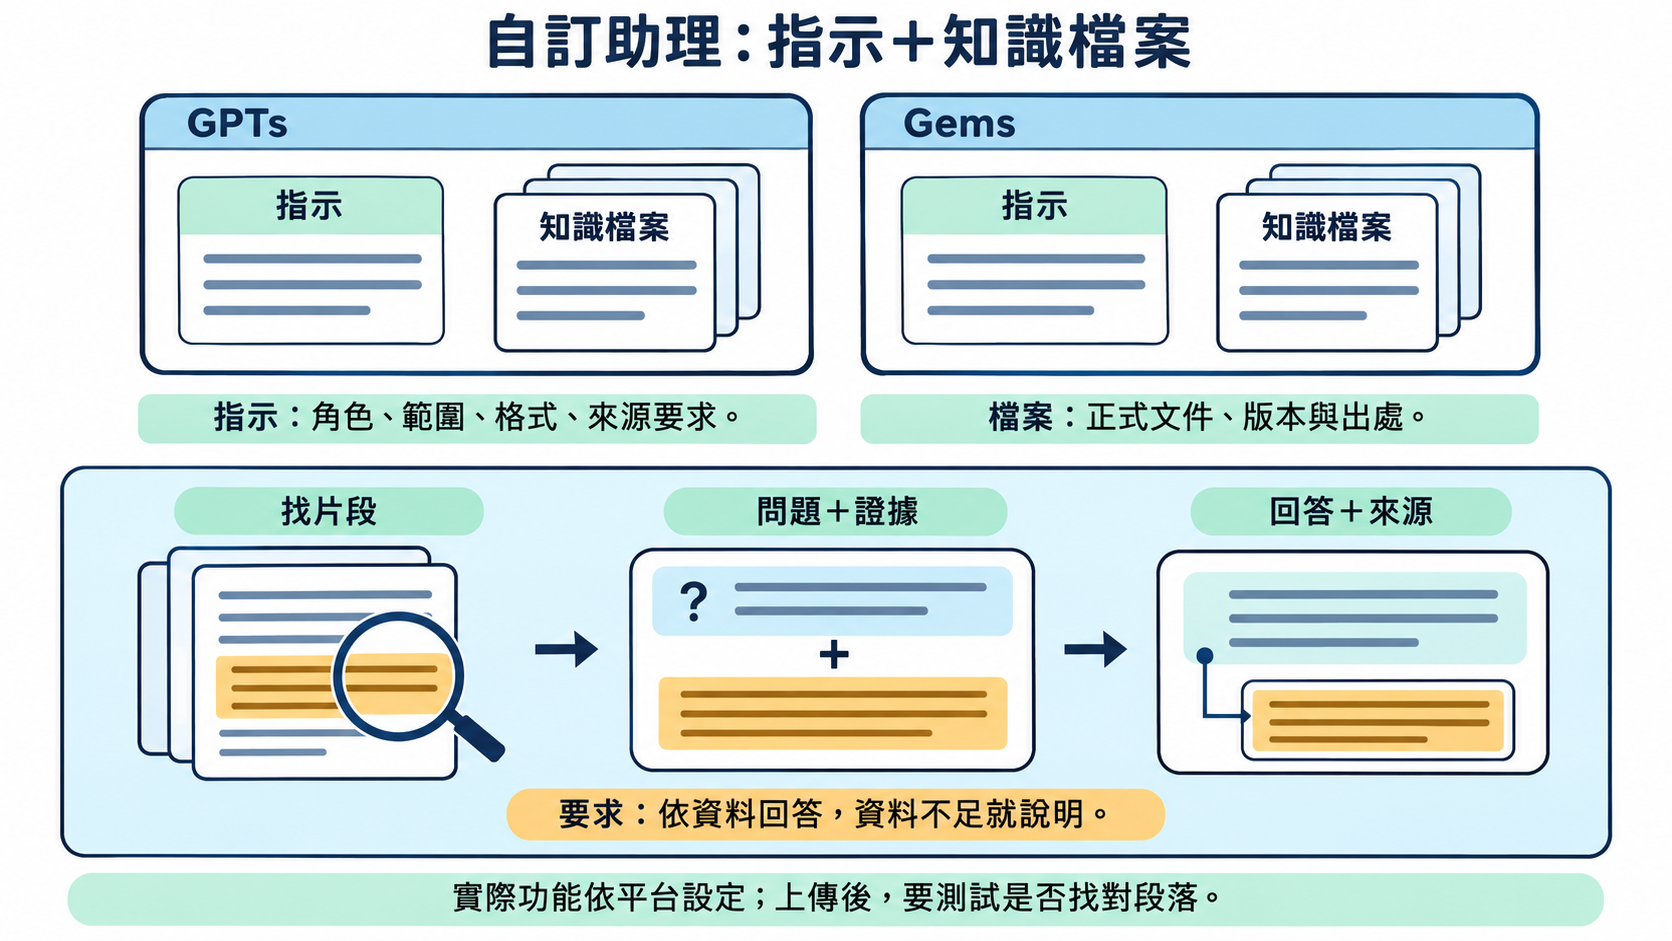 自訂助理：指示＋知識檔案
GPTs
指示
知識檔案
Gems
指示
知識檔案
指示：角色、範圍、格式、來源要求。
檔案：正式文件、版本與出處。
找片段
問題＋證據
回答＋來源
?
+
要求：依資料回答，資料不足就說明。
實際功能依平台設定；上傳後，要測試是否找對段落。